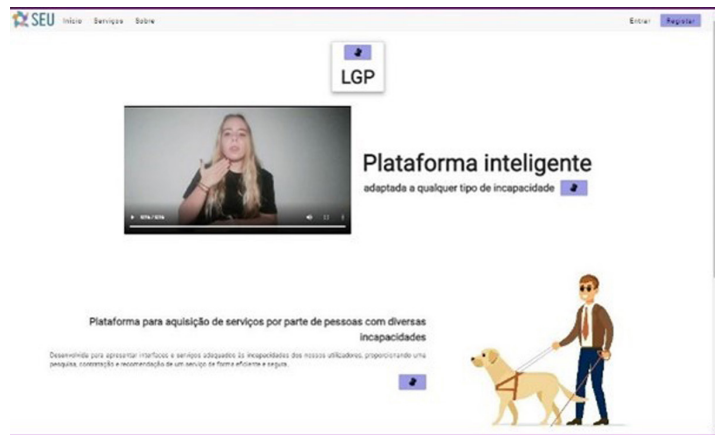 SEU Início Serviços Sobre Entrar Registar
LGP
Plataforma inteligente
adaptada a qualquer tipo de incapacidade
Plataforma para aquisição de serviços por parte de pessoas com diversas
incapacidades
Desenvolvida para apresentar interfaces e serviços adequados às incapacidades dos nossos utilizadores, proporcionando uma
pesquisa, contratação e recomendação de um serviço de forma eficiente e segura.